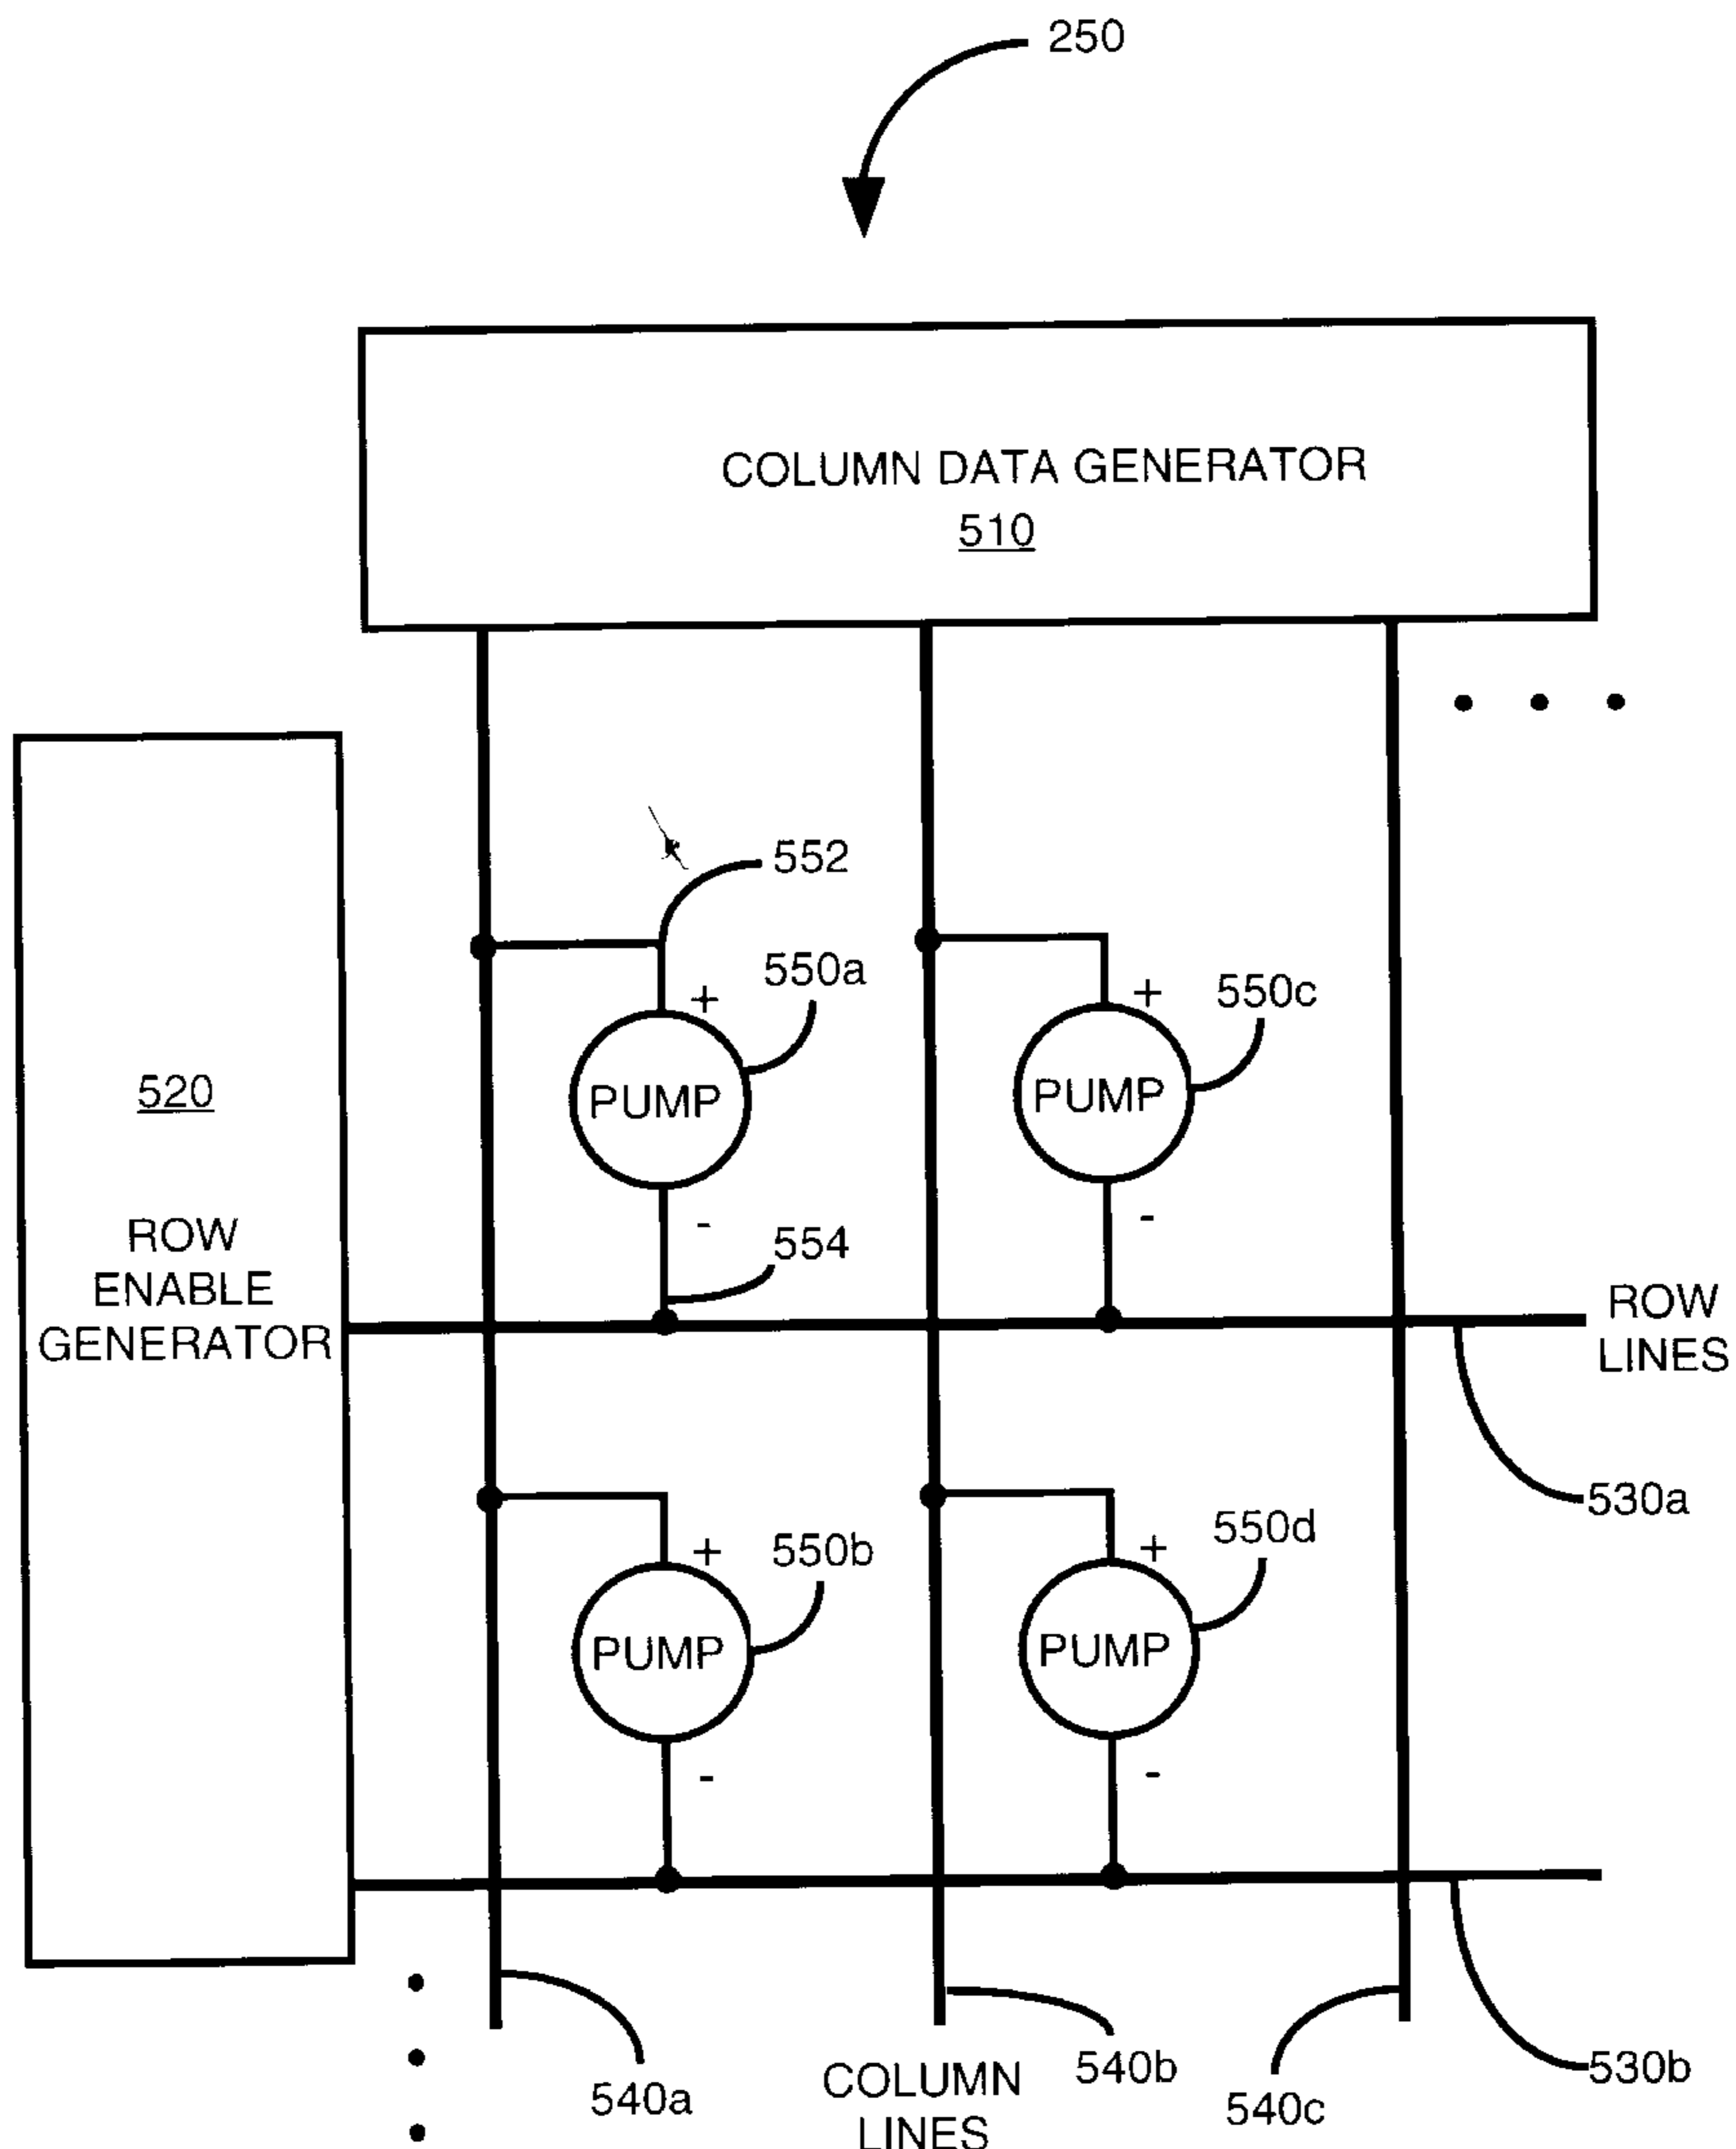 250
COLUMN DATA GENERATOR
510
552
550a
+
PUMP
-
554
550c
+
PUMP
-
520
ROW
ENABLE
GENERATOR
ROW
LINES
530a
550b
+
PUMP
-
550d
+
PUMP
-
530b
540a
COLUMN
LINES
540b
540c